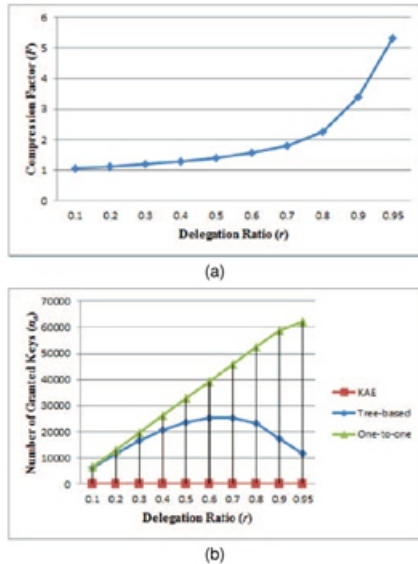 6
5
4
3
2
1
0
Compression Factor (F)
0.1 0.2 0.3 0.4 0.5 0.6 0.7 0.8 0.9 0.95
Delegation Ratio (r)
(a)
70000
60000
50000
40000
30000
20000
10000
0
Number of Granted Keys (nₐ)
0.1 0.2 0.3 0.4 0.5 0.6 0.7 0.8 0.9 0.95
Delegation Ratio (r)
KAE
Tree-based
One-to-one
(b)